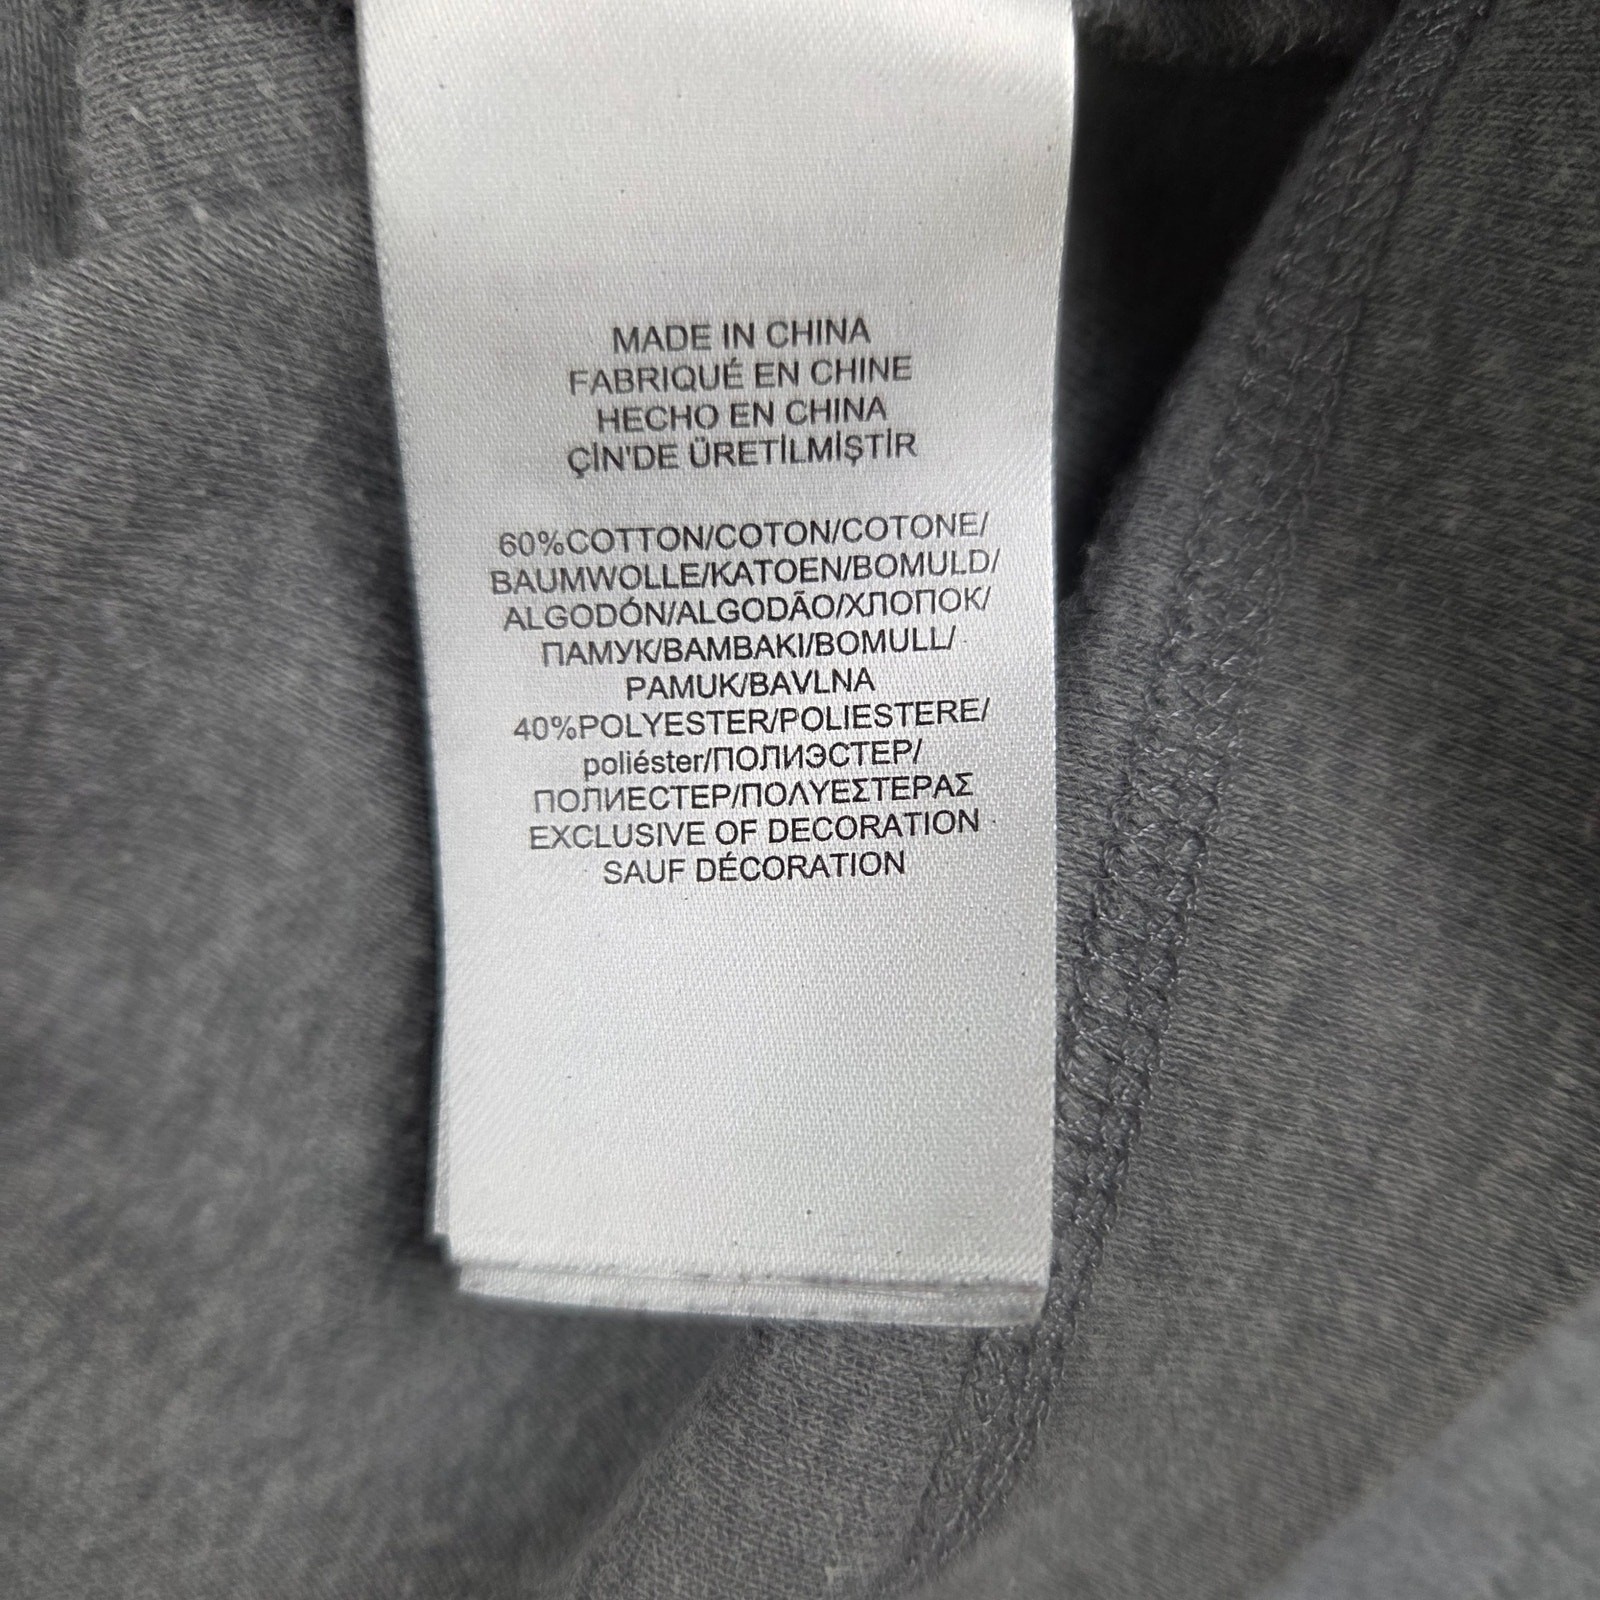 MADE IN CHINA
FABRIQUÉ EN CHINE
HECHO EN CHINA
ÇİN'DE ÜRETİLMİŞTİR
60%COTTON/COTON/COTONE/
BAUMWOLLE/KATOEN/BOMULD/
ALGODÓN/ALGODÃO/ХЛОПОК/
ПАМУК/BAMBAKI/BOMULL/
PAMUK/BAVLNA
40%POLYESTER/POLIESTERE/
poliéster/ПОЛИЭСТЕР/
ПОЛИЕСТЕР/ΠΟΛΥΕΣΤΕΡΑΣ
EXCLUSIVE OF DECORATION
SAUF DÉCORATION